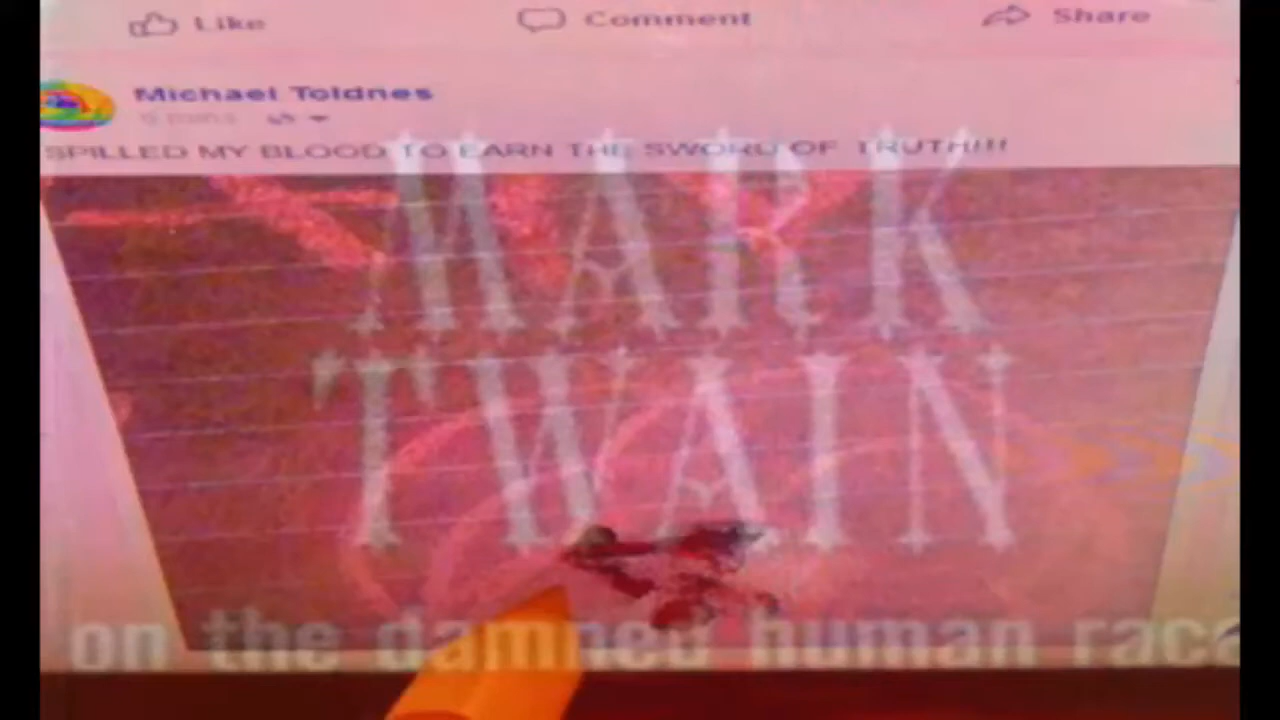 Like Comment Share
Michael Toldnes
SPILLED MY BLOOD TO EARN THE SWORD OF TRUTH!!!
MARK
TWAIN
on the damned human race